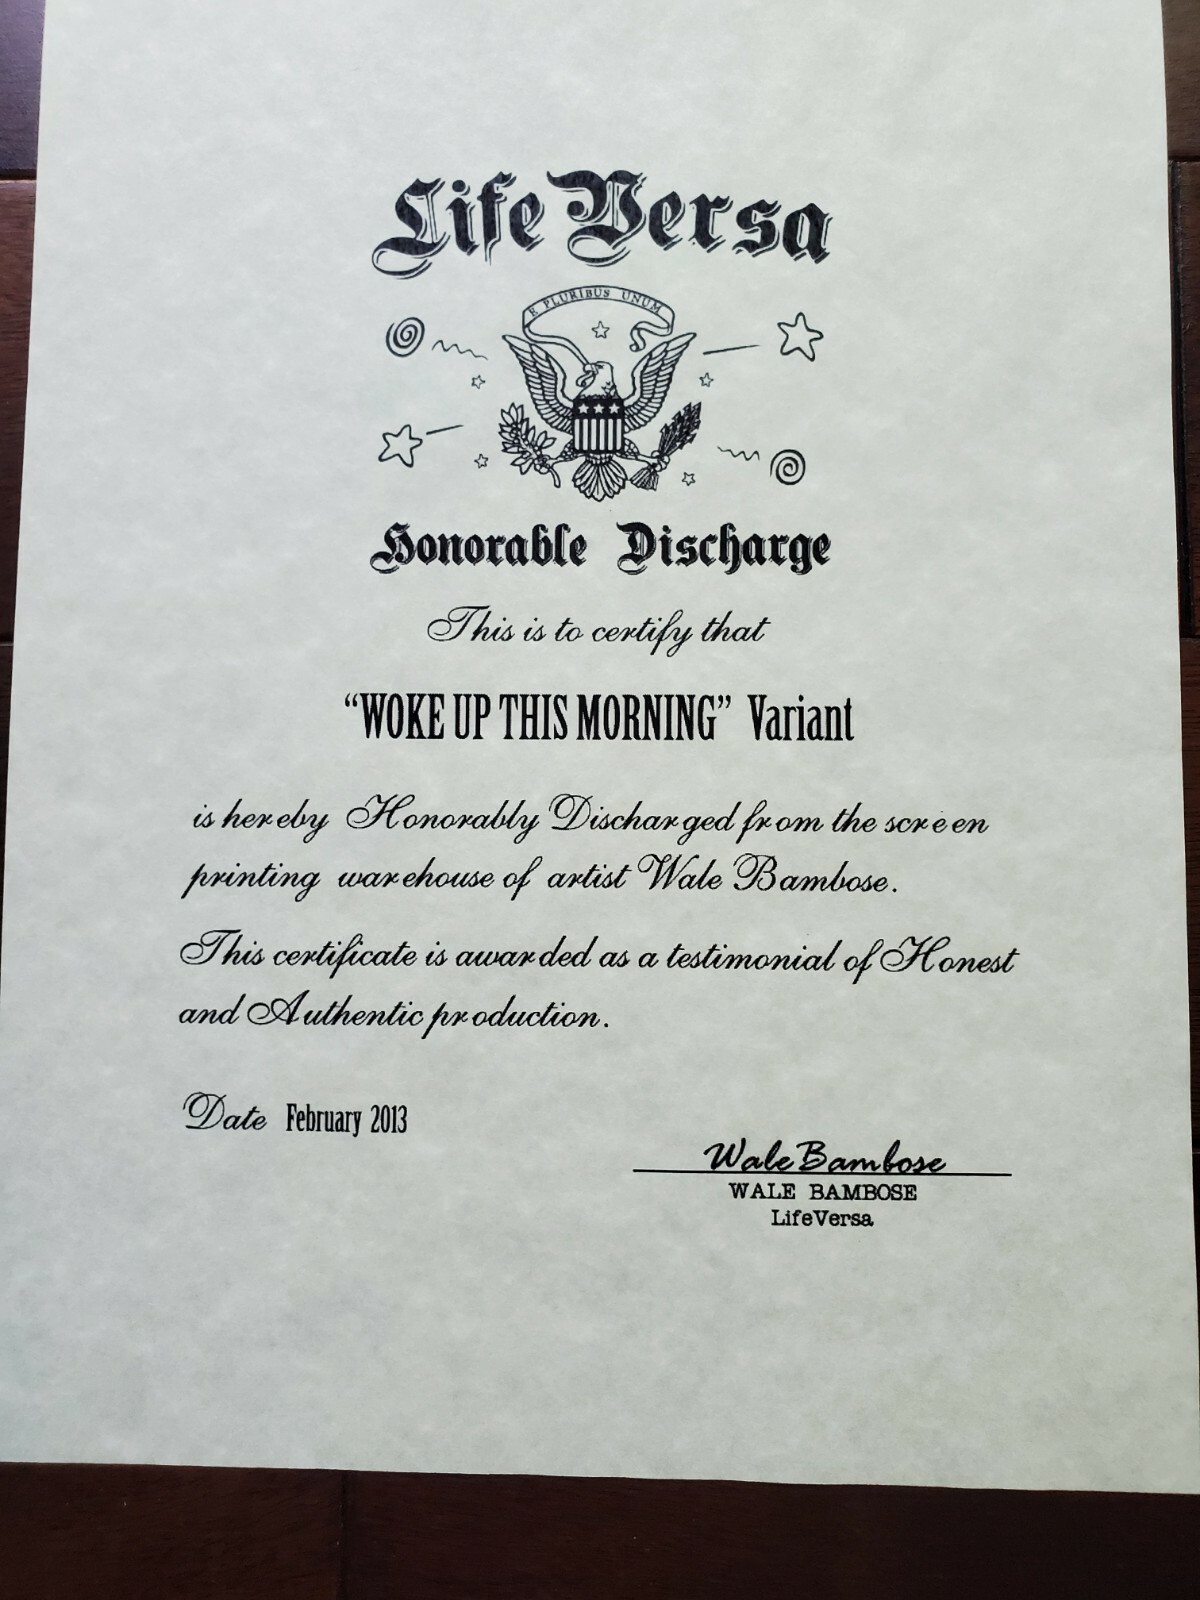 Life Versa
E PLURIBUS UNUM
Honorable Discharge
This is to certify that
“WOKE UP THIS MORNING” Variant
is hereby Honorably Discharged from the screen
printing warehouse of artist Wale Bambose.
This certificate is awarded as a testimonial of Honest
and Authentic production.
Date February 2013
Wale Bambose
WALE BAMBOSE
LifeVersa